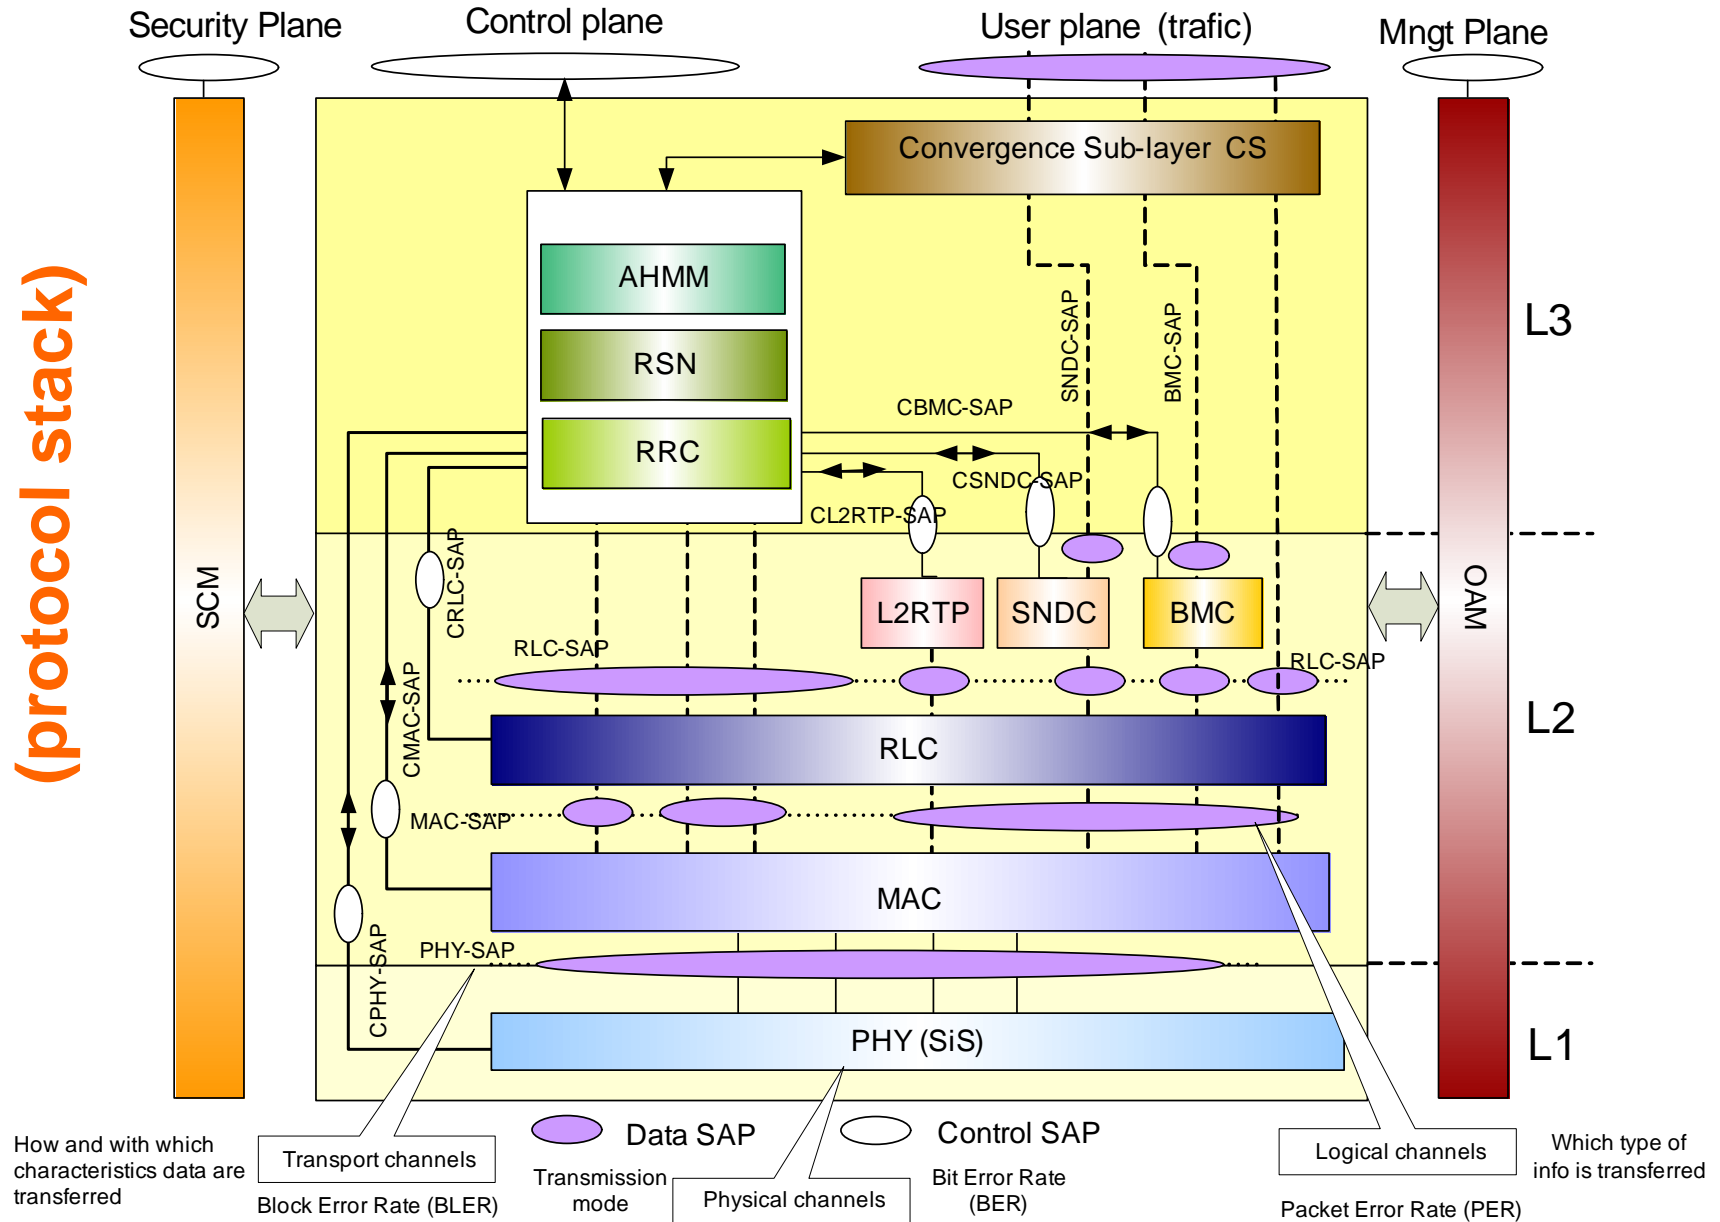 Security Plane
Control plane
User plane (trafic)
Mngt Plane
(protocol stack)
Convergence Sub-layer CS
AHMM
RSN
RRC
SNDC-SAP
BMC-SAP
L3
CBMC-SAP
CSNDC-SAP
CL2RTP-SAP
SCM
OAM
CRLC-SAP
L2RTP
SNDC
BMC
RLC-SAP
RLC-SAP
CMAC-SAP
L2
RLC
MAC-SAP
MAC
PHY-SAP
CPHY-SAP
PHY (SiS)
L1
How and with which
characteristics data are
transferred
Transport channels
Block Error Rate (BLER)
Data SAP
Transmission
mode
Physical channels
Control SAP
Bit Error Rate
(BER)
Logical channels
Packet Error Rate (PER)
Which type of
info is transferred